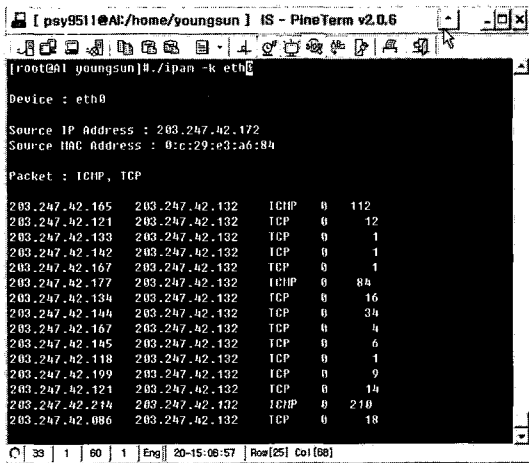 [ psy9511@AI:/home/youngsun ] IS - PineTerm v2.0.6
[root@AI youngsun]#./ipam -k eth0
Device : eth0
Source IP Address : 203.247.42.172
Source MAC Address : 0:c:29:e3:a6:84
Packet : ICMP, TCP
203.247.42.165 203.247.42.132 ICMP 0 112
203.247.42.121 203.247.42.132 TCP 0 12
203.247.42.133 203.247.42.132 TCP 0 1
203.247.42.142 203.247.42.132 TCP 0 1
203.247.42.167 203.247.42.132 TCP 0 1
203.247.42.177 203.247.42.132 ICMP 0 84
203.247.42.134 203.247.42.132 TCP 0 16
203.247.42.144 203.247.42.132 TCP 0 34
203.247.42.167 203.247.42.132 TCP 0 4
203.247.42.145 203.247.42.132 TCP 0 6
203.247.42.118 203.247.42.132 TCP 0 1
203.247.42.199 203.247.42.132 TCP 0 9
203.247.42.121 203.247.42.132 TCP 0 14
203.247.42.214 203.247.42.132 ICMP 0 210
203.247.42.086 203.247.42.132 TCP 0 18
33 1 60 1 Eng 20-15:06:57 Row[25] Col[68]